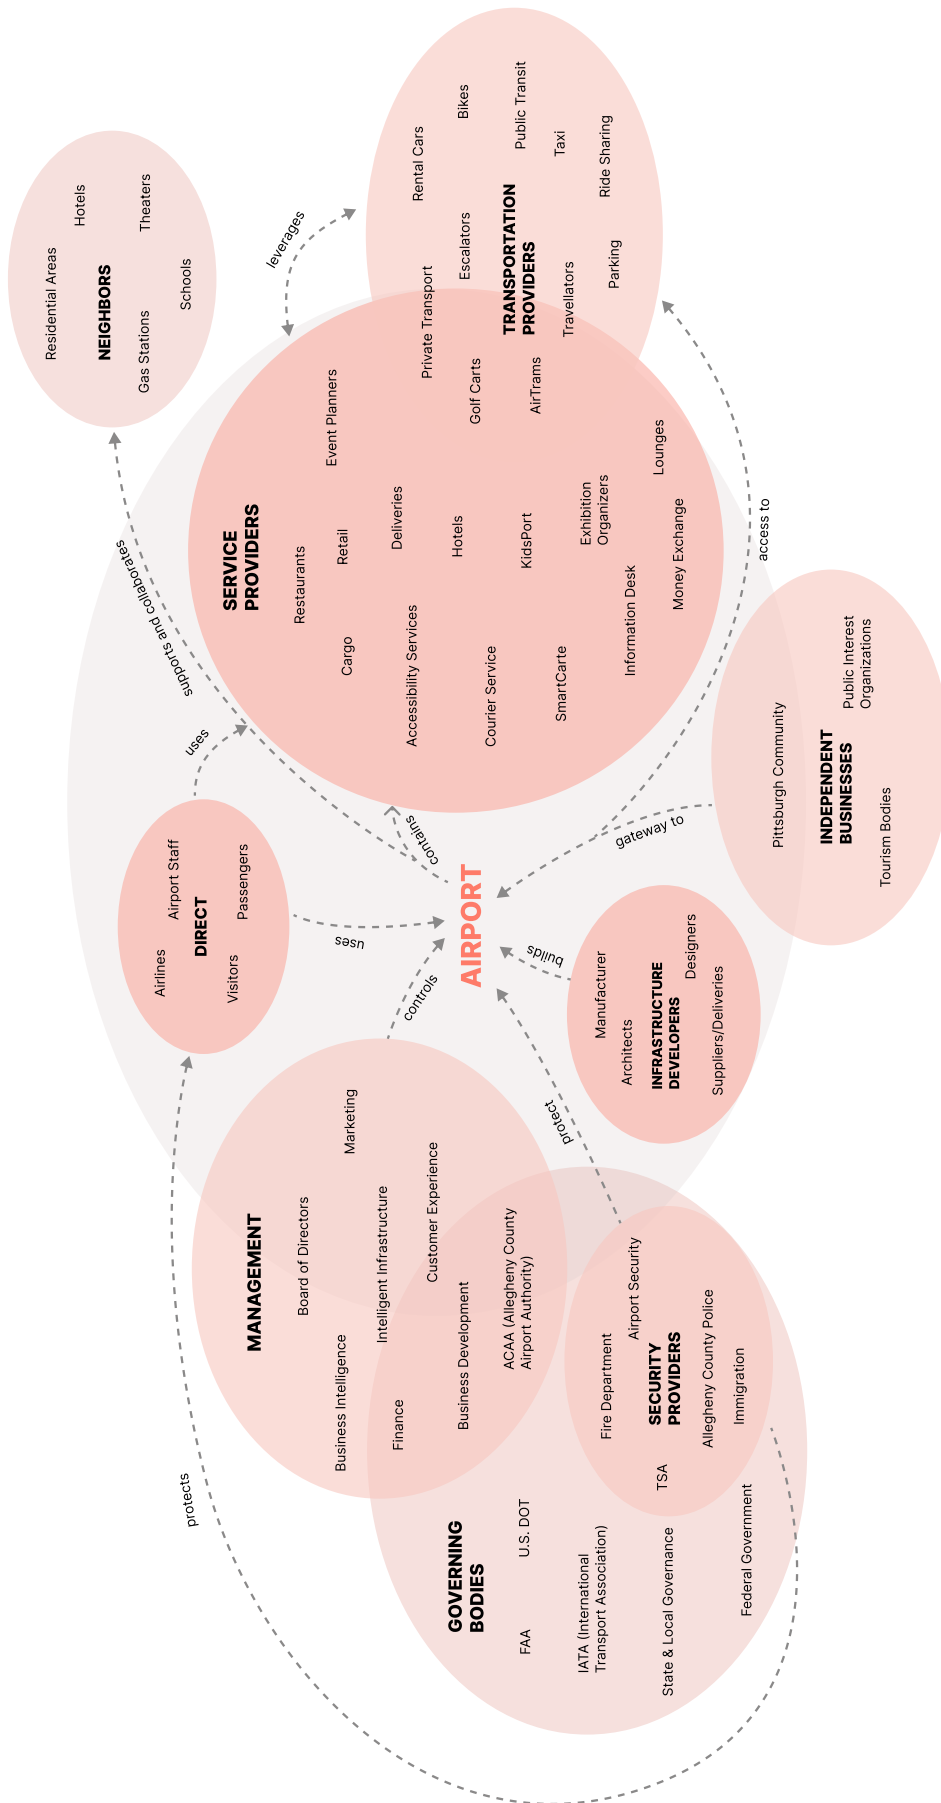 GOVERNING
BODIES
FAA
U.S. DOT
IATA (International
Transport Association)
State & Local Governance
Federal Government
MANAGEMENT
Board of Directors
Marketing
Business Intelligence
Intelligent Infrastructure
Finance
Customer Experience
Business Development
ACAA (Allegheny County
Airport Authority)
SECURITY
PROVIDERS
Fire Department
Airport Security
TSA
Allegheny County Police
Immigration
protects
protect
controls
DIRECT
Airlines
Airport Staff
Visitors
Passengers
uses
uses
AIRPORT
builds
INFRASTRUCTURE
DEVELOPERS
Manufacturer
Architects
Designers
Suppliers/Deliveries
contains
gateway to
access to
supports and collaborates
INDEPENDENT
BUSINESSES
Pittsburgh Community
Public Interest
Organizations
Tourism Bodies
SERVICE
PROVIDERS
Restaurants
Event Planners
Cargo
Retail
Deliveries
Accessibility Services
Hotels
Courier Service
KidsPort
SmartCarte
Exhibition
Organizers
Information Desk
Lounges
Money Exchange
Private Transport
Golf Carts
AirTrams
leverages
TRANSPORTATION
PROVIDERS
Rental Cars
Bikes
Escalators
Public Transit
Travellators
Taxi
Parking
Ride Sharing
NEIGHBORS
Residential Areas
Hotels
Gas Stations
Theaters
Schools